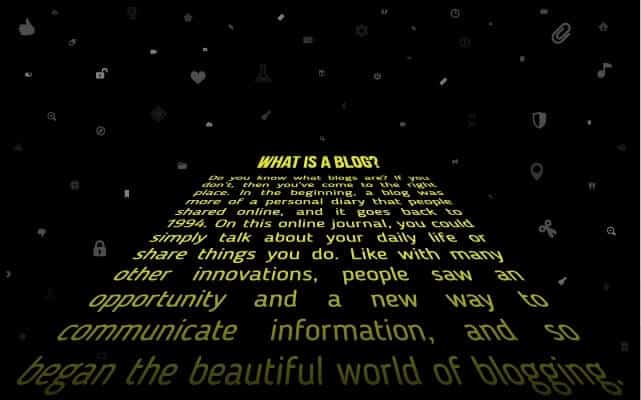 WHAT IS A BLOG?
Do you know what blogs are? If you
don't, then you've come to the right
place. In the beginning, a blog was
more of a personal diary that people
shared online, and it goes back to
1994. On this online journal, you could
simply talk about your daily life or
share things you do. Like with many
other innovations, people saw an
opportunity and a new way to
communicate information, and so
began the beautiful world of blogging.